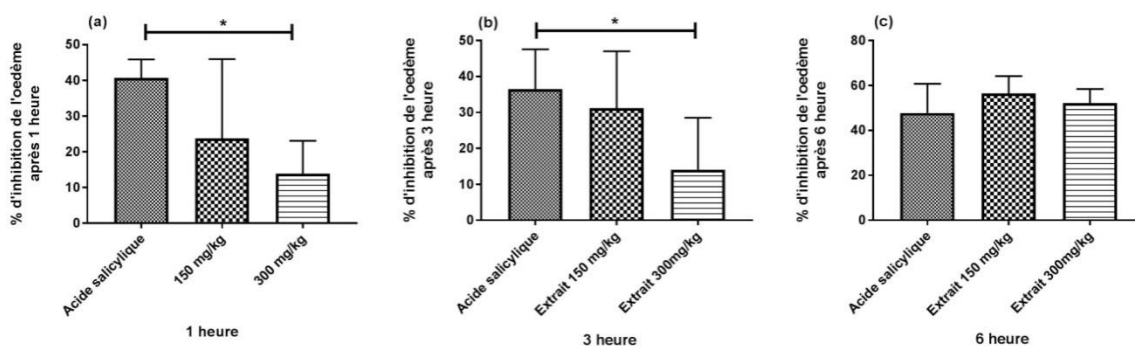 (a)
*
% d'inhibition de l'oedème
après 1 heure
50
40
30
20
10
0
Acide salicylique
150 mg/kg
300 mg/kg
1 heure
(b)
*
% d'inhibition de l'oedème
après 3 heure
50
40
30
20
10
0
Acide salicylique
Extrait 150 mg/kg
Extrait 300mg/kg
3 heure
(c)
% d'inhibition de l'oedème
après 6 heure
80
60
40
20
0
Acide salicylique
Extrait 150 mg/kg
Extrait 300mg/kg
6 heure